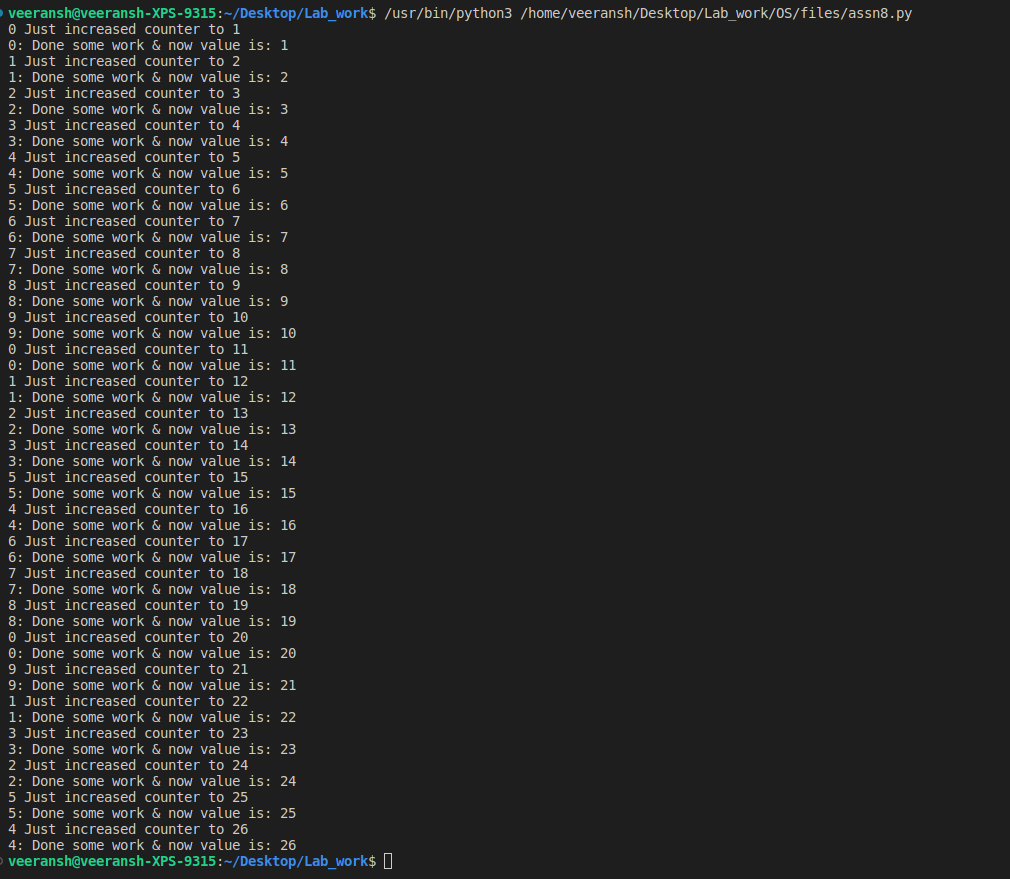 veeransh@veeransh-XPS-9315:~/Desktop/Lab_work$ /usr/bin/python3 /home/veeransh/Desktop/Lab_work/OS/files/assn8.py
0 Just increased counter to 1
0: Done some work & now value is: 1
1 Just increased counter to 2
1: Done some work & now value is: 2
2 Just increased counter to 3
2: Done some work & now value is: 3
3 Just increased counter to 4
3: Done some work & now value is: 4
4 Just increased counter to 5
4: Done some work & now value is: 5
5 Just increased counter to 6
5: Done some work & now value is: 6
6 Just increased counter to 7
6: Done some work & now value is: 7
7 Just increased counter to 8
7: Done some work & now value is: 8
8 Just increased counter to 9
8: Done some work & now value is: 9
9 Just increased counter to 10
9: Done some work & now value is: 10
0 Just increased counter to 11
0: Done some work & now value is: 11
1 Just increased counter to 12
1: Done some work & now value is: 12
2 Just increased counter to 13
2: Done some work & now value is: 13
3 Just increased counter to 14
3: Done some work & now value is: 14
5 Just increased counter to 15
5: Done some work & now value is: 15
4 Just increased counter to 16
4: Done some work & now value is: 16
6 Just increased counter to 17
6: Done some work & now value is: 17
7 Just increased counter to 18
7: Done some work & now value is: 18
8 Just increased counter to 19
8: Done some work & now value is: 19
0 Just increased counter to 20
0: Done some work & now value is: 20
9 Just increased counter to 21
9: Done some work & now value is: 21
1 Just increased counter to 22
1: Done some work & now value is: 22
3 Just increased counter to 23
3: Done some work & now value is: 23
2 Just increased counter to 24
2: Done some work & now value is: 24
5 Just increased counter to 25
5: Done some work & now value is: 25
4 Just increased counter to 26
4: Done some work & now value is: 26
veeransh@veeransh-XPS-9315:~/Desktop/Lab_work$